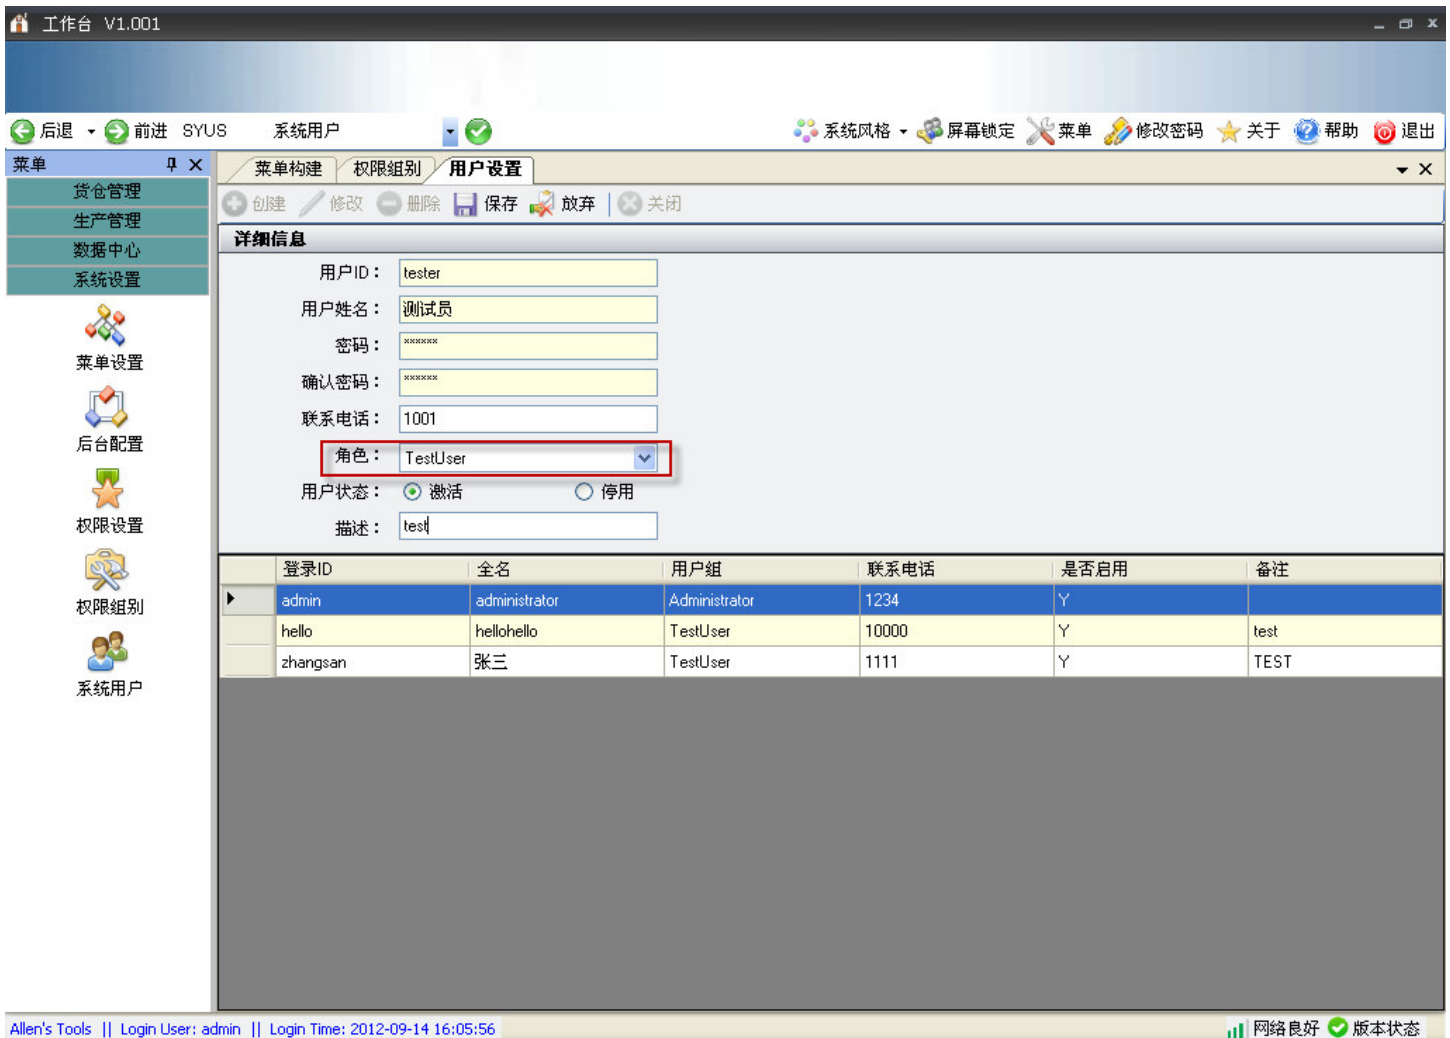 工作台 V1.001
后退 前进 SYUS 系统用户 系统风格 屏幕锁定 菜单 修改密码 关于 帮助 退出
菜单 菜单构建 权限组别 用户设置
货仓管理
生产管理
数据中心
系统设置
菜单设置
后台配置
权限设置
权限组别
系统用户
创建 修改 删除 保存 放弃 关闭
详细信息
用户ID： tester
用户姓名： 测试员
密码： ******
确认密码： ******
联系电话： 1001
角色： TestUser
用户状态： 激活 停用
描述： test
登录ID 全名 用户组 联系电话 是否启用 备注
admin administrator Administrator 1234 Y
hello hellohello TestUser 10000 Y test
zhangsan 张三 TestUser 1111 Y TEST
Allen's Tools || Login User: admin || Login Time: 2012-09-14 16:05:56 网络良好 版本状态